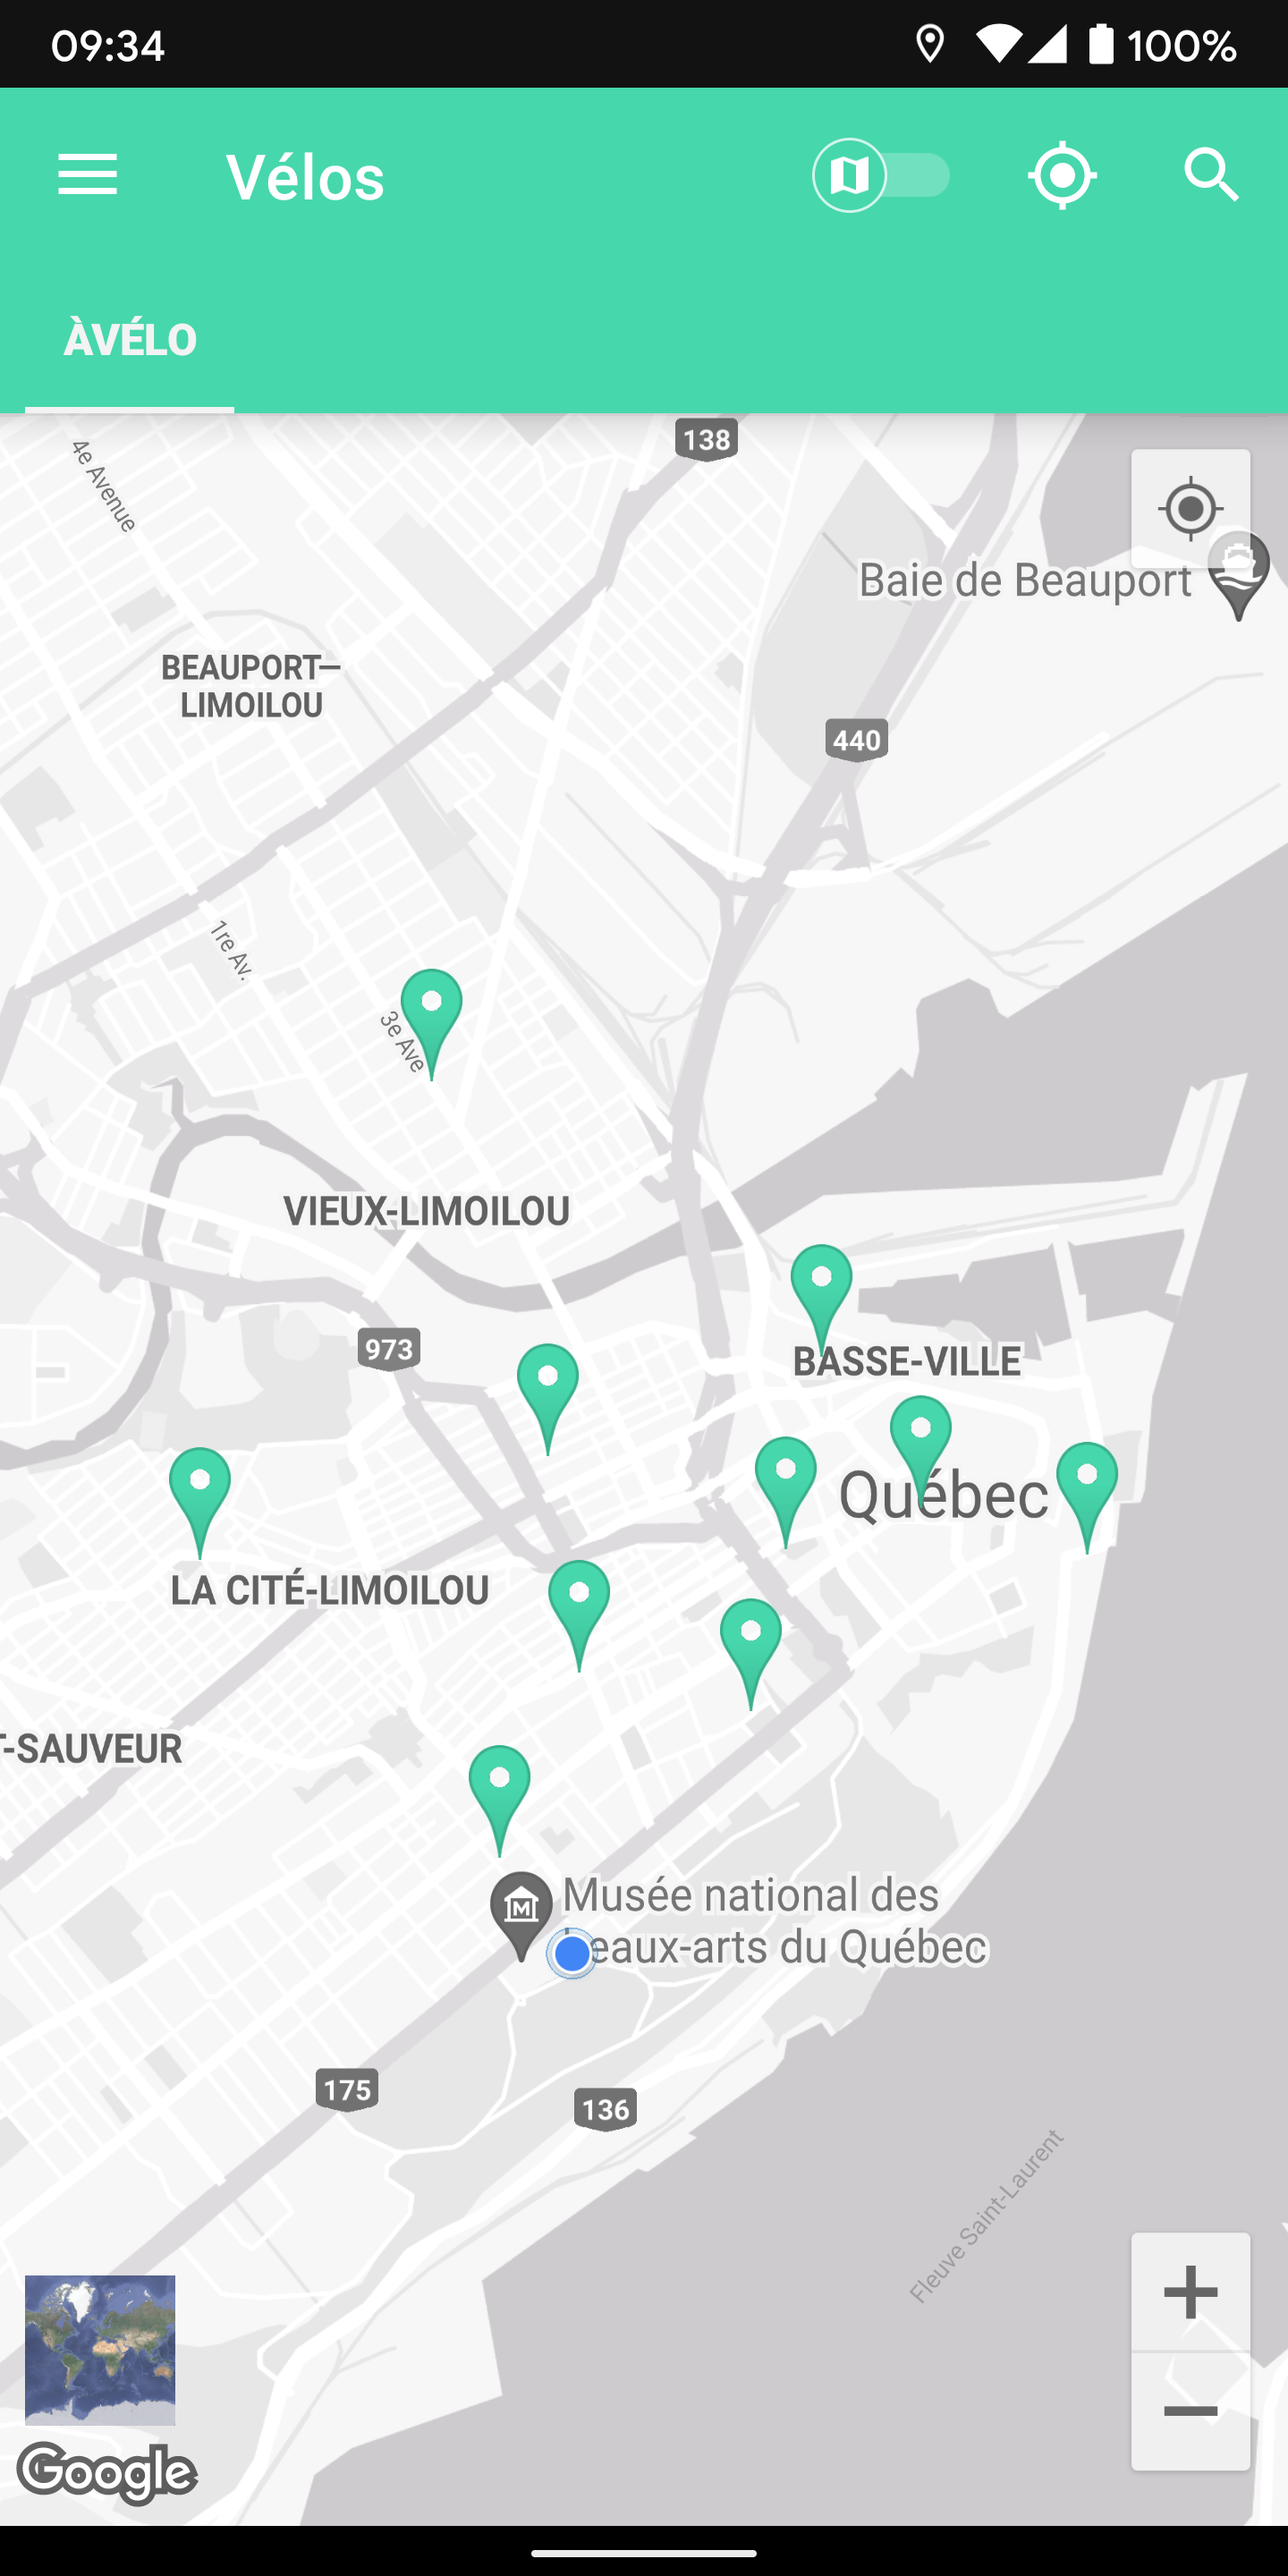 09:34
100%
Vélos
ÀVÉLO
138
4e Avenue
Baie de Beauport
BEAUPORT—
LIMOILOU
440
1re Av.
3e Ave
VIEUX-LIMOILOU
973
BASSE-VILLE
Québec
LA CITÉ-LIMOILOU
T-SAUVEUR
M
Musée national des
beaux-arts du Québec
175
136
Fleuve Saint-Laurent
Google